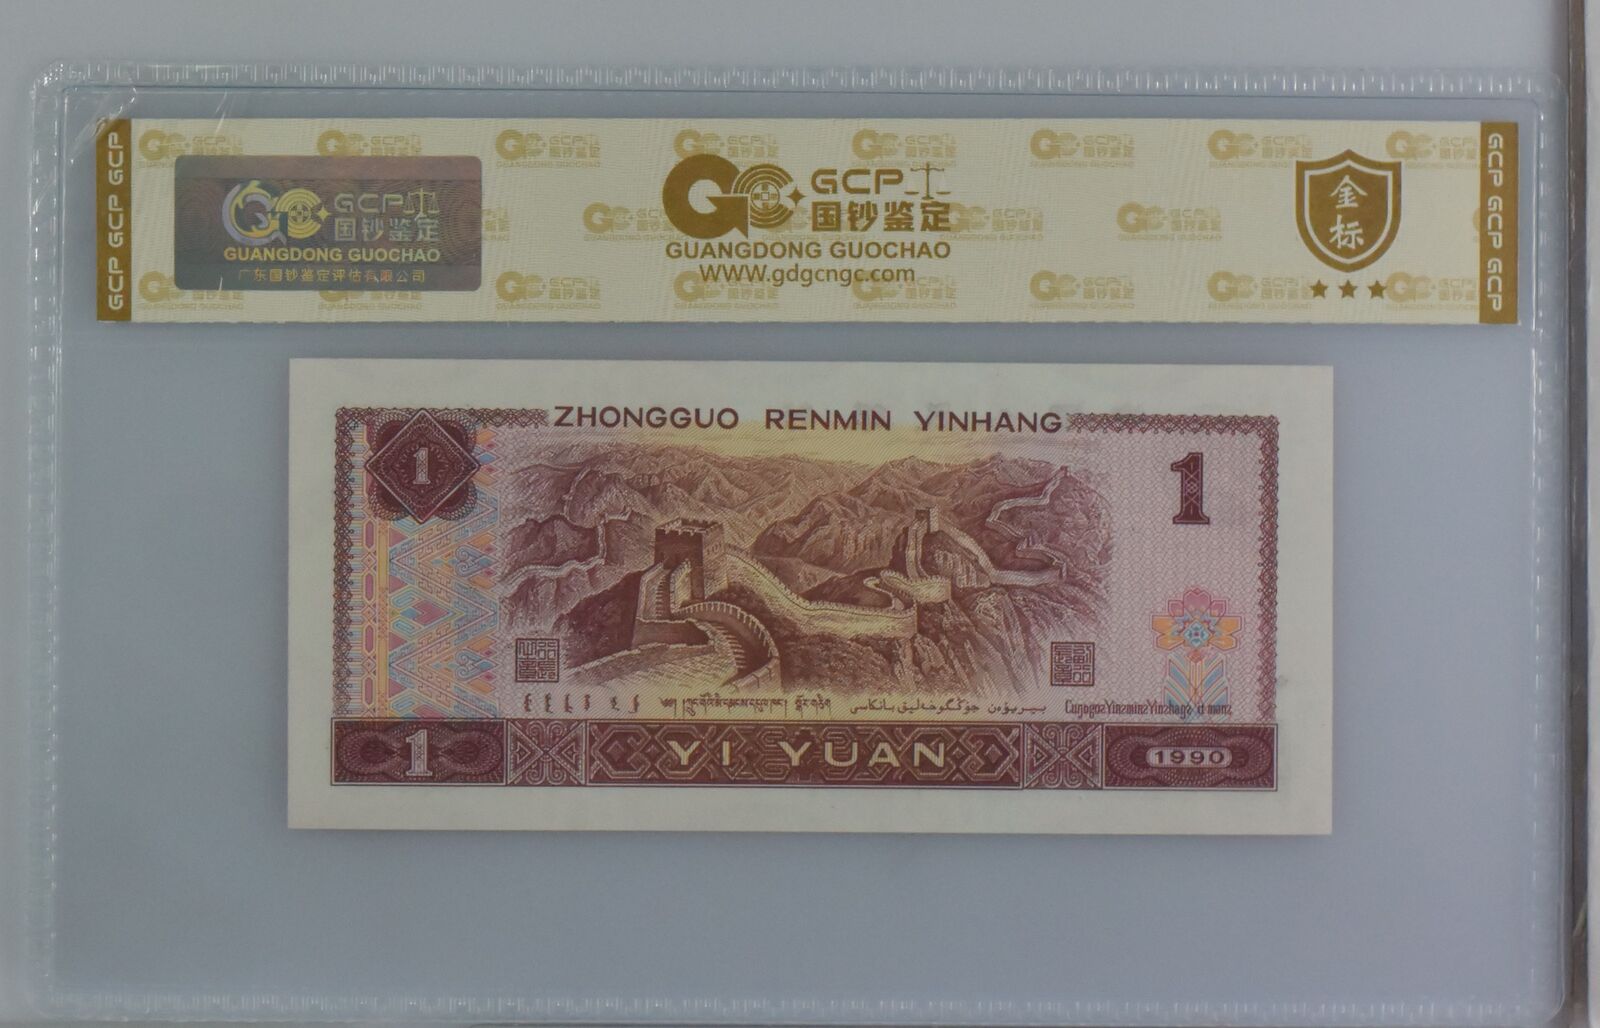 GCP GCP GCP
GCP
国钞鉴定
GUANGDONG GUOCHAO
广东国钞鉴定评估有限公司
GCP
国钞鉴定
GUANGDONG GUOCHAO
WWW.gdgcngc.com
金
标
GCP GCP GCP
ZHONGGUO RENMIN YINHANG
1
1
1
YI YUAN
1990